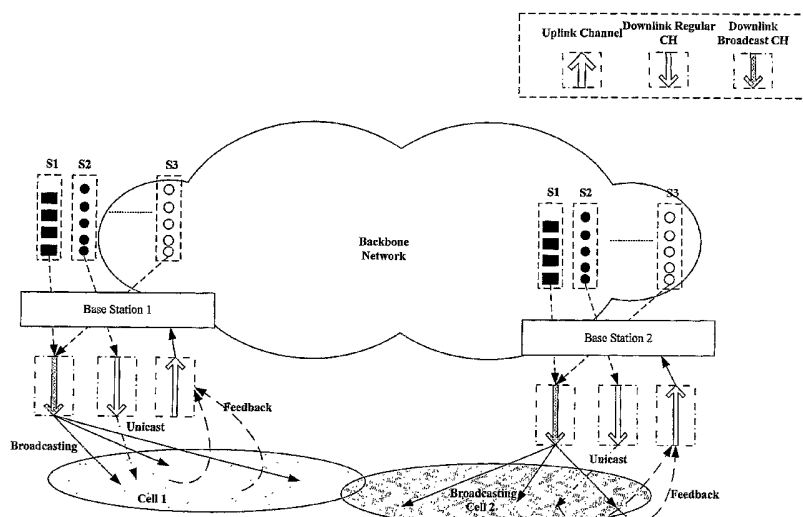 Uplink Channel
Downlink Regular
CH
Downlink
Broadcast CH
S1
S2
S3
S1
S2
S3
Backbone
Network
Base Station 1
Base Station 2
Feedback
Unicast
Broadcasting
Unicast
Cell 1
Broadcasting
Cell 2
Feedback